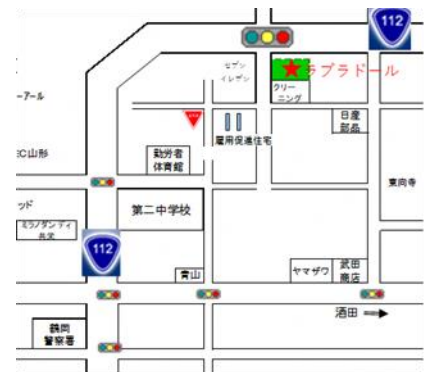 112
セブン
イレブン
ラブラドール
クリー
ニング
ーアール
日産
部品
雇用促進住宅
EC山形
勤労者
体育館
東向寺
ッド
第二中学校
ミラノダンディ
共栄
112
青山
ヤマザワ
武田
商店
酒田
鶴岡
警察署